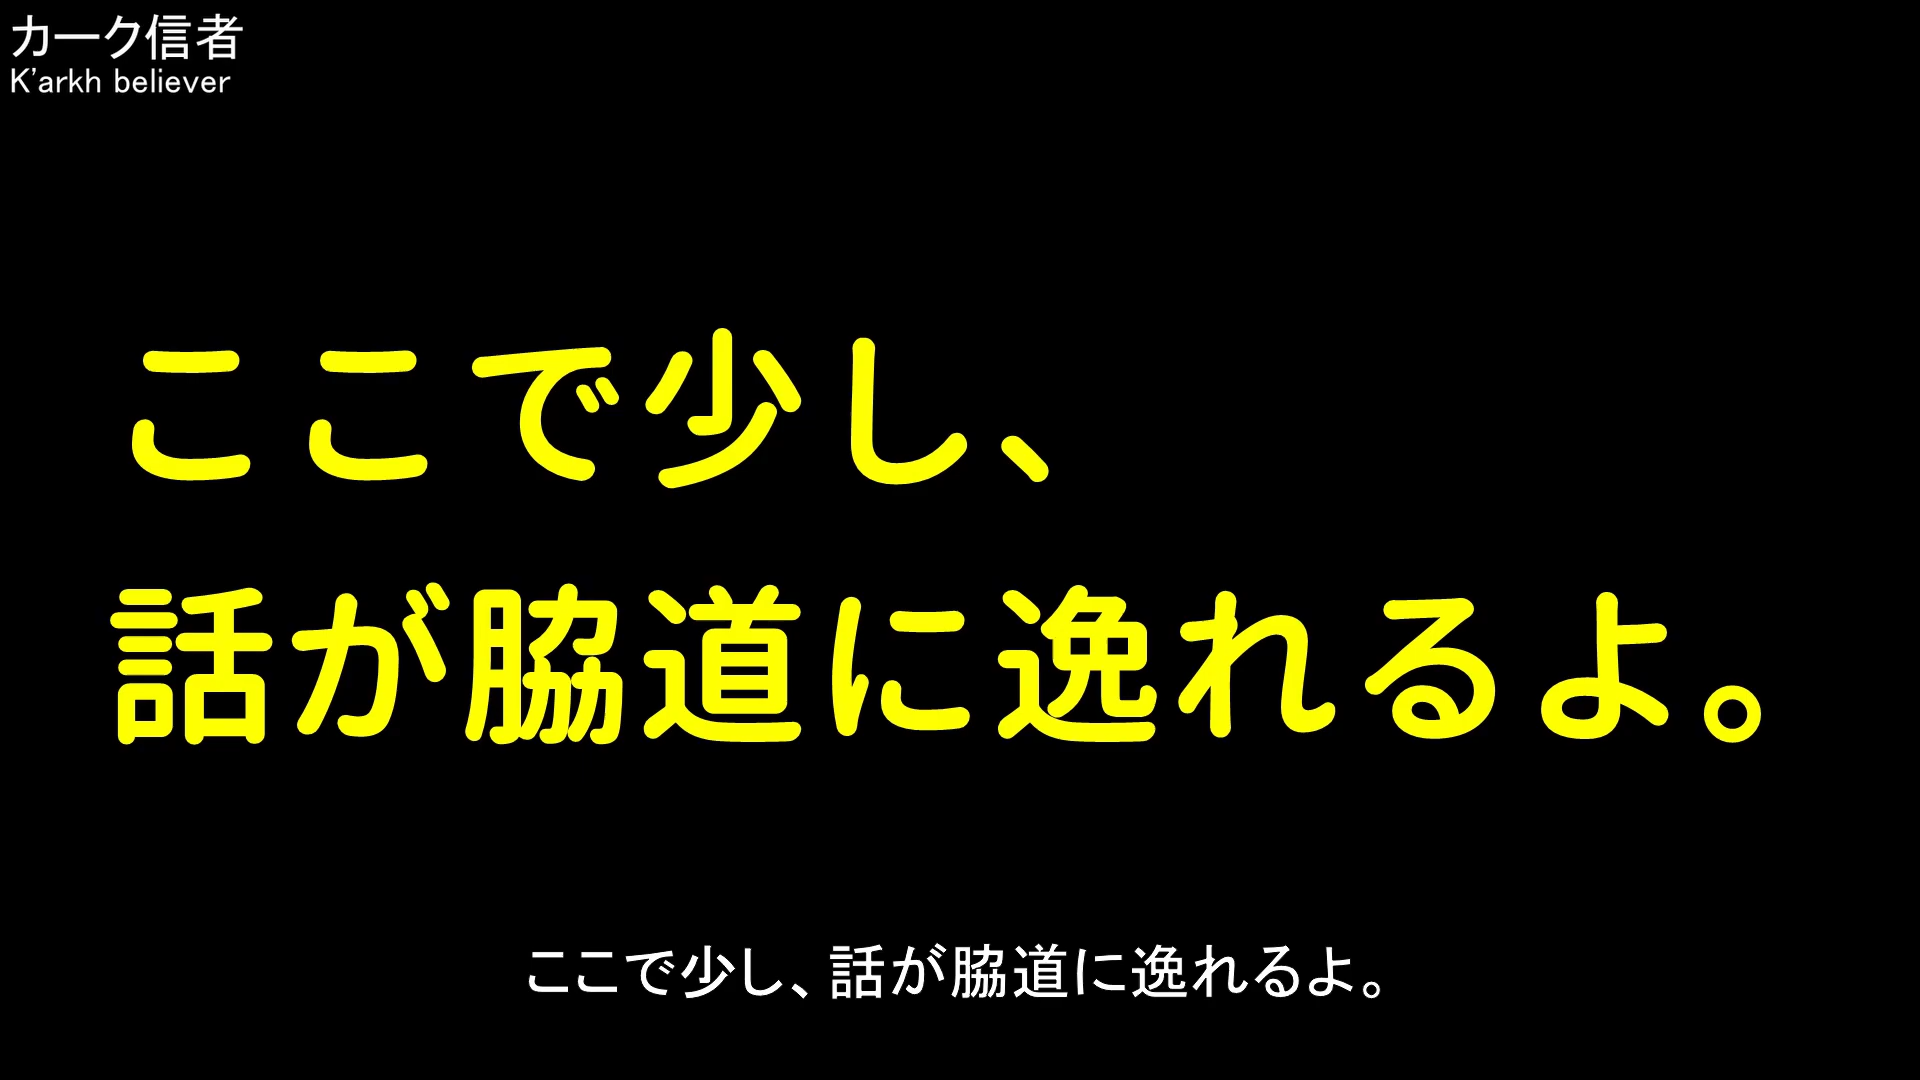 カーク信者
K'arkh believer
ここで少し、
話が脇道に逸れるよ。
ここで少し、話が脇道に逸れるよ。